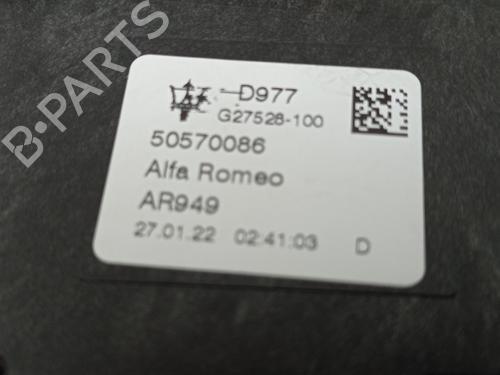 B-PARTS
D977
G27528-100
50570086
Alfa Romeo
AR949
27.01.22 02:41:03 D